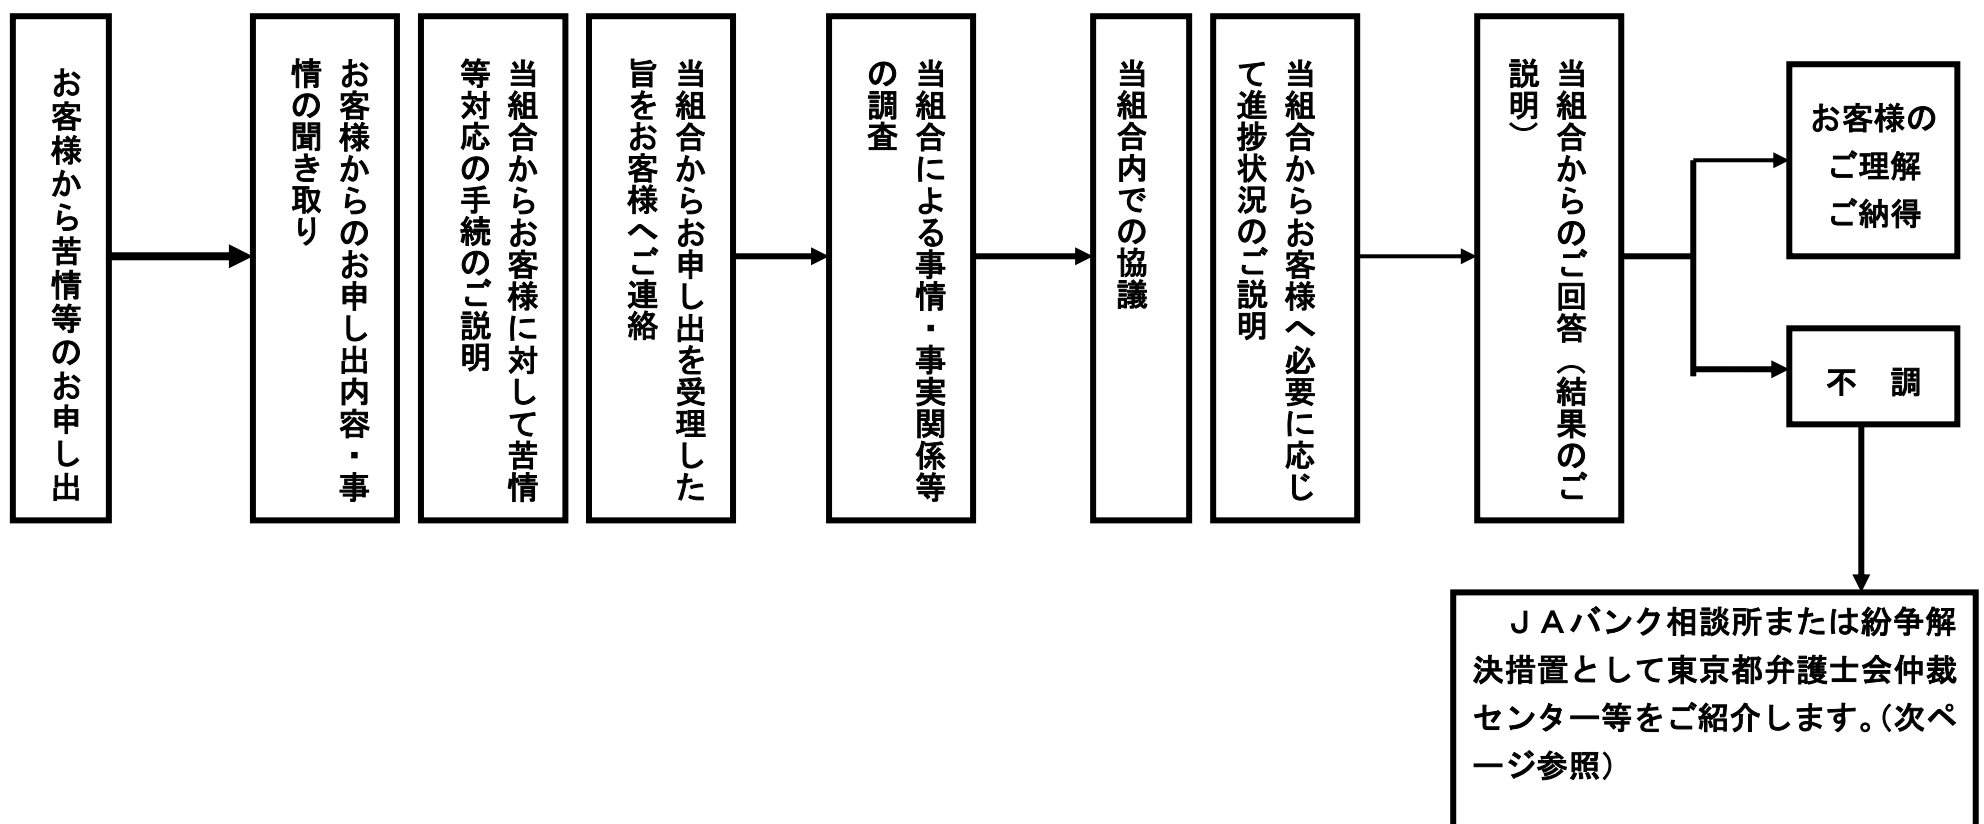 お客様から苦情等のお申し出
お客様からのお申し出内容・事
情の聞き取り
当組合からお客様に対して苦情
等対応の手続のご説明
当組合からお申し出を受理した
旨をお客様へご連絡
当組合による事情・事実関係等
の調査
当組合内での協議
当組合からお客様へ必要に応じ
て進捗状況のご説明
当組合からのご回答（結果のご
説明）
お客様の
ご理解
ご納得
不　調
ＪＡバンク相談所または紛争解
決措置として東京都弁護士会仲裁
センター等をご紹介します。（次ペ
ージ参照）